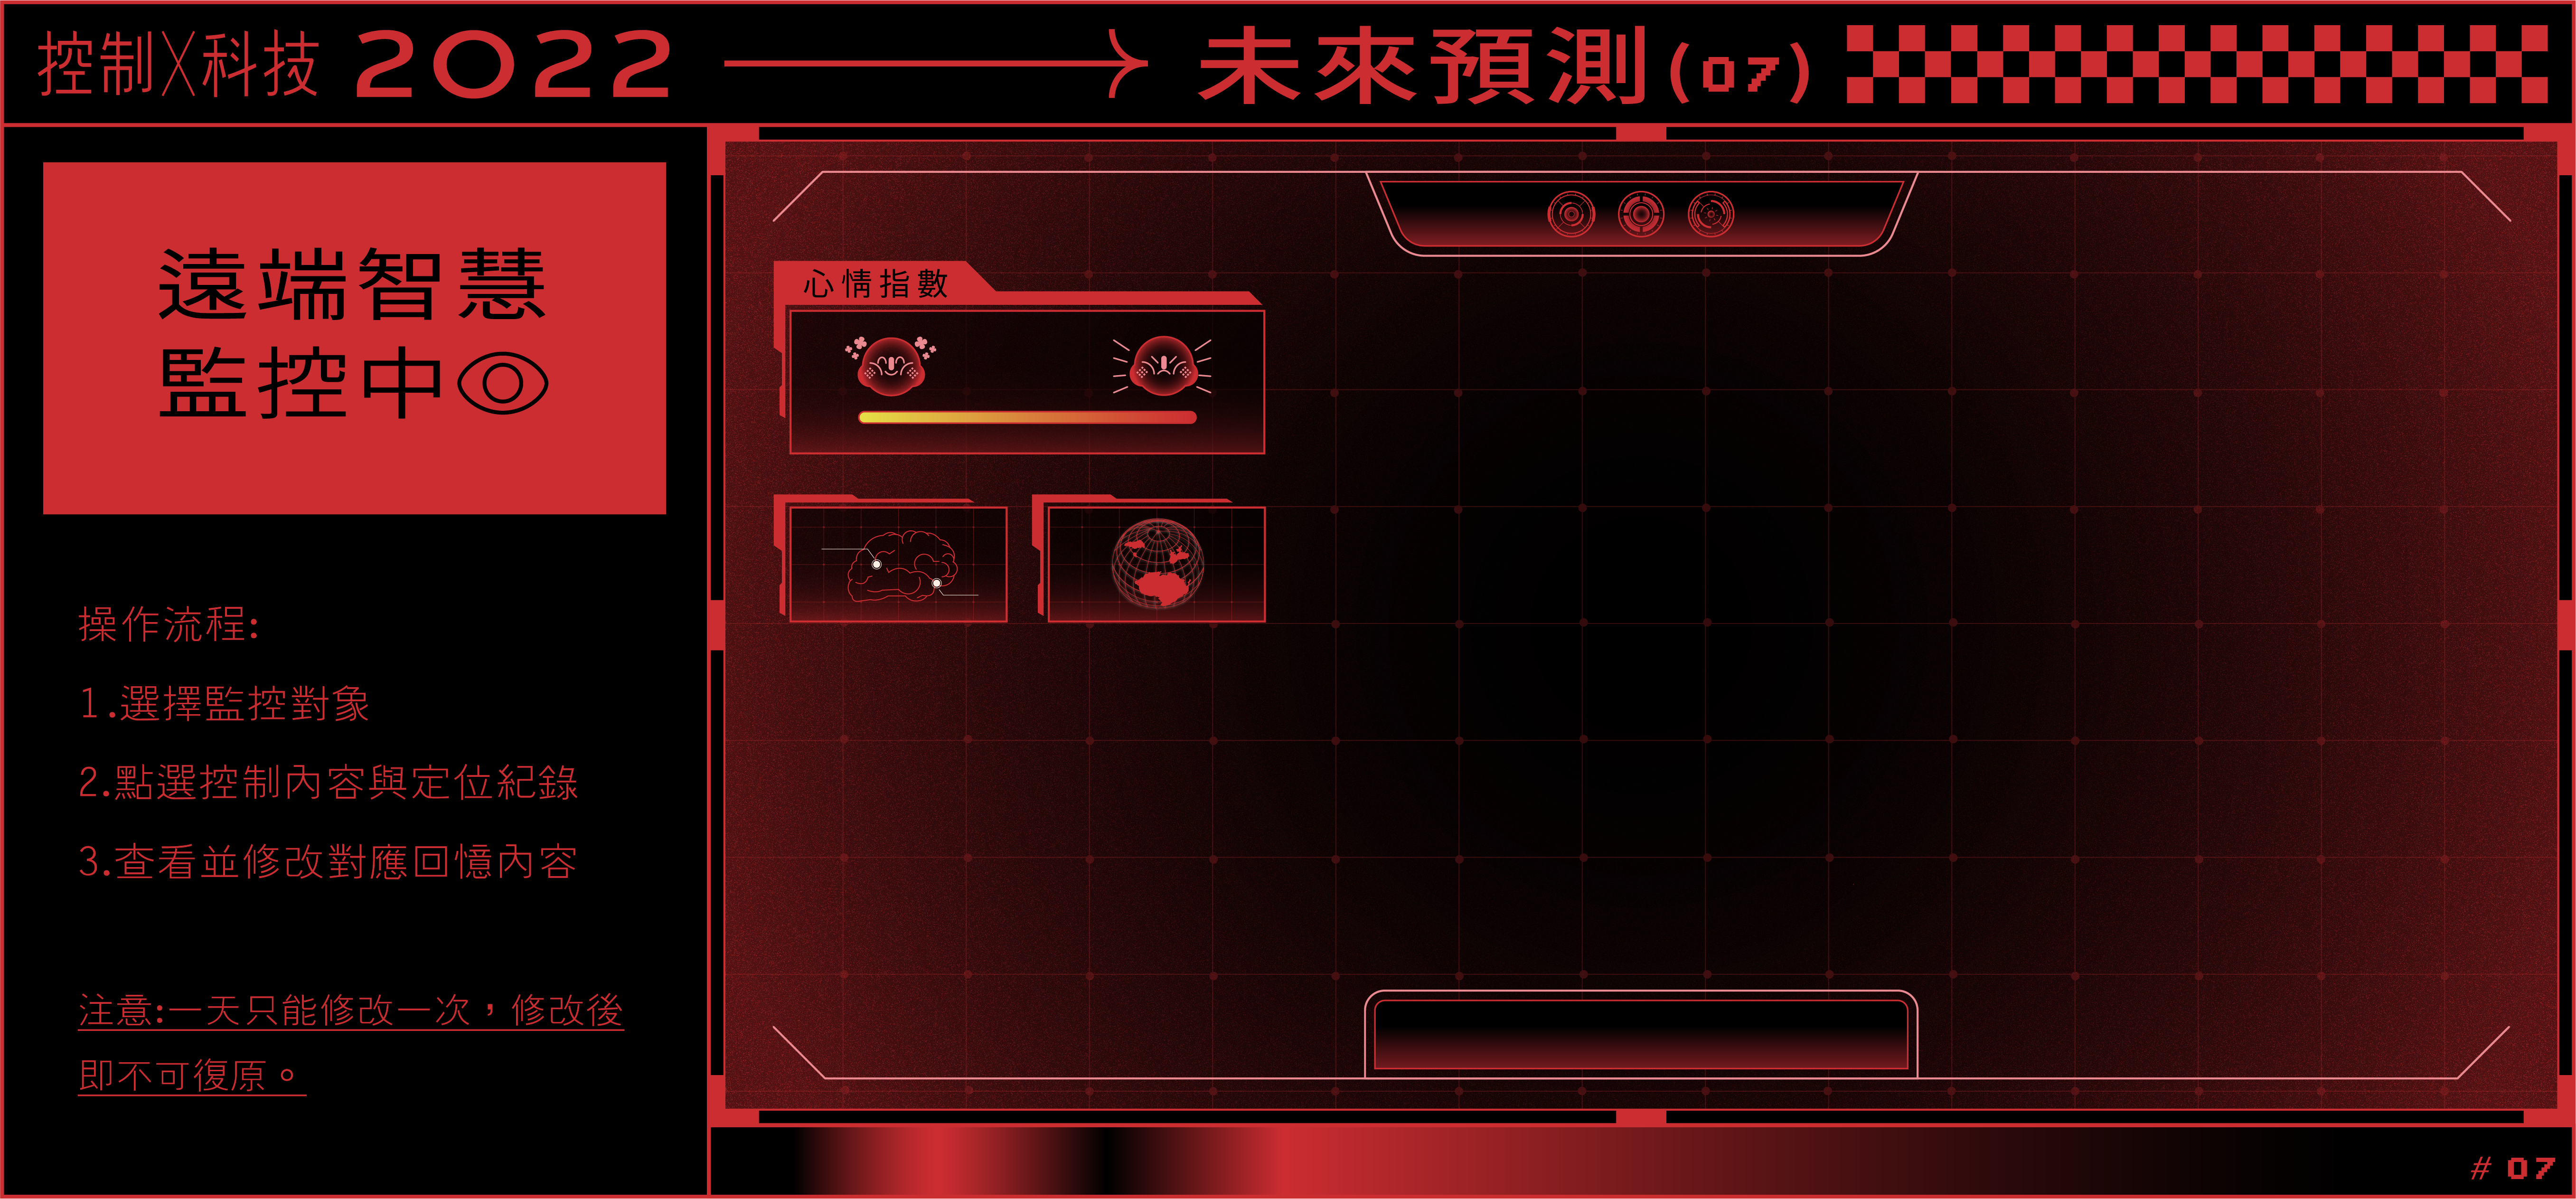 控制╳科技 2022 未來預測(07)
遠端智慧
監控中
操作流程:
1.選擇監控對象
2.點選控制內容與定位紀錄
3.查看並修改對應回憶內容
注意:一天只能修改一次，修改後
即不可復原。
心情指數
# 07